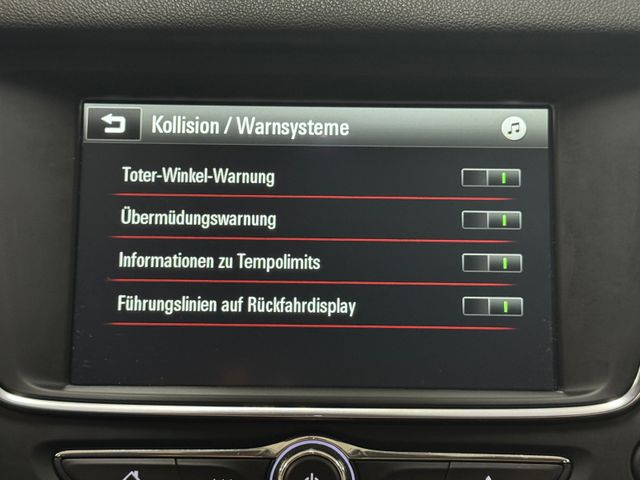 Kollision / Warnsysteme
Toter-Winkel-Warnung
Übermüdungswarnung
Informationen zu Tempolimits
Führungslinien auf Rückfahrdisplay